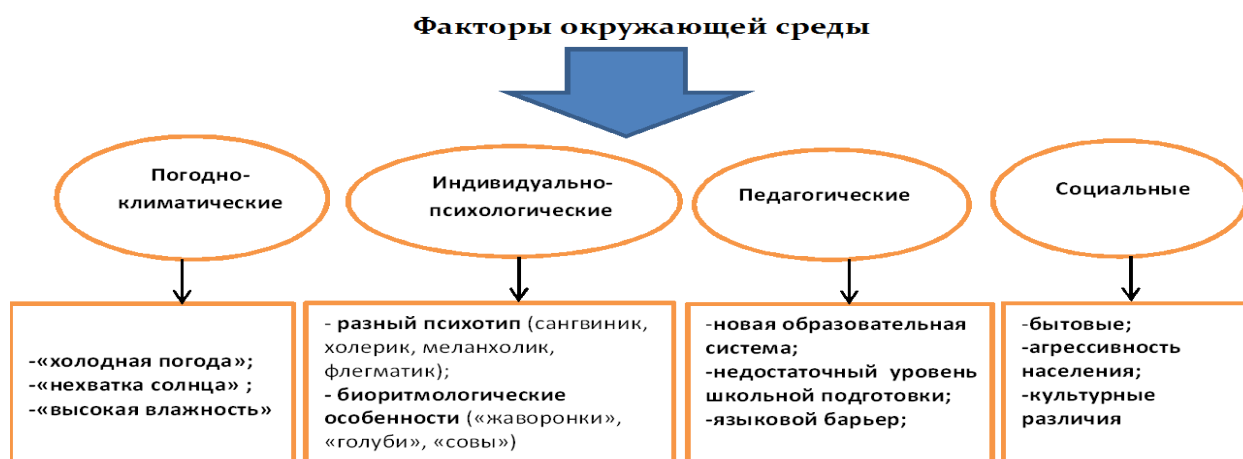 Факторы окружающей среды
Погодно-
климатические
Индивидуально-
психологические
Педагогические
Социальные
-«холодная погода»;
-«нехватка солнца» ;
-«высокая влажность»
- разный психотип (сангвиник,
холерик, меланхолик,
флегматик);
- биоритмологические
особенности («жаворонки»,
«голуби», «совы»)
-новая образовательная
система;
-недостаточный уровень
школьной подготовки;
-языковой барьер;
-бытовые;
-агрессивность
населения;
-культурные
различия